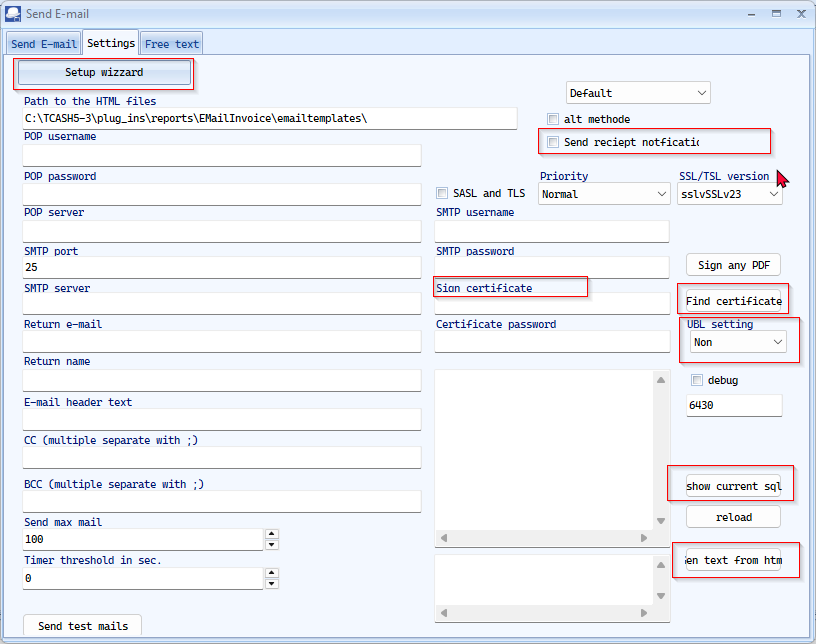 Send E-mail
Send E-mail Settings Free text
Setup wizzard
Path to the HTML files
C:\TCASH5-3\plug_ins\reports\EMailInvoice\emailtemplates\
Default
alt methode
POP username
Send reciept notficatic
POP password
Priority
SSL/TSL version
SASL and TLS
Normal
sslvSSLv23
POP server
SMTP username
SMTP port
25
SMTP password
Sign any PDF
SMTP server
Sign certificate
Find certificate
Return e-mail
Certificate password
UBL setting
Non
Return name
debug
E-mail header text
6430
CC (multiple separate with ;)
BCC (multiple separate with ;)
show current sql
Send max mail
100
reload
Timer threshold in sec.
0
en text from htm
Send test mails